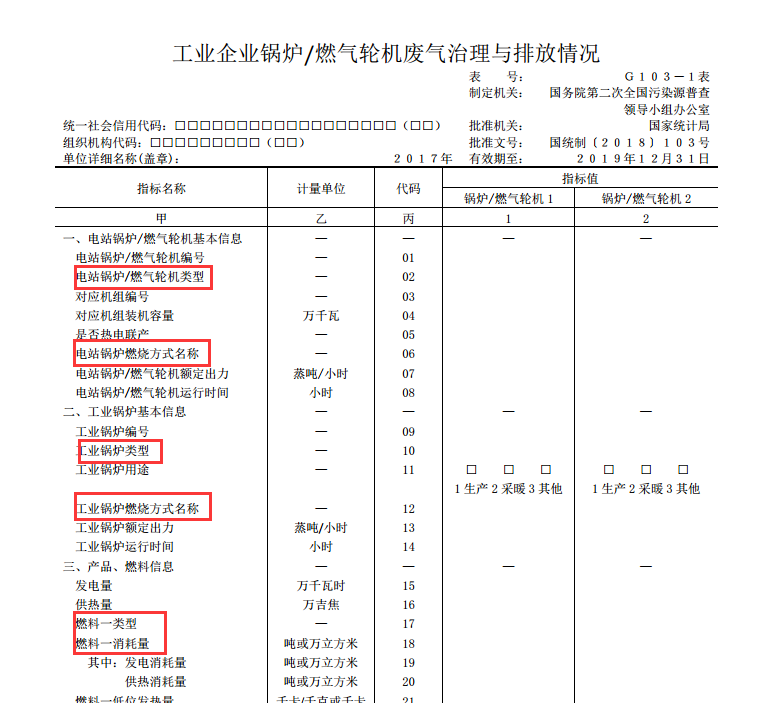 工业企业锅炉/燃气轮机废气治理与排放情况
表 号： G103－1表
制定机关： 国务院第二次全国污染源普查
领导小组办公室
统一社会信用代码：□□□□□□□□□□□□□□□□□□（□□） 批准机关： 国家统计局
组织机构代码：□□□□□□□□□（□□） 批准文号： 国统制〔2018〕103号
单位详细名称(盖章)： 2017年 有效期至： 2019年12月31日
指标名称 计量单位 代码 指标值
锅炉/燃气轮机1 锅炉/燃气轮机2
甲 乙 丙 1 2
一、电站锅炉/燃气轮机基本信息 — — — —
电站锅炉/燃气轮机编号 — 01
电站锅炉/燃气轮机类型 — 02
对应机组编号 — 03
对应机组装机容量 万千瓦 04
是否热电联产 — 05
电站锅炉燃烧方式名称 — 06
电站锅炉/燃气轮机额定出力 蒸吨/小时 07
电站锅炉/燃气轮机运行时间 小时 08
二、工业锅炉基本信息 — — — —
工业锅炉编号 — 09
工业锅炉类型 — 10
工业锅炉用途 — 11 □ □ □ □ □ □
1生产2采暖3其他 1生产2采暖3其他
工业锅炉燃烧方式名称 — 12
工业锅炉额定出力 蒸吨/小时 13
工业锅炉运行时间 小时 14
三、产品、燃料信息 — — — —
发电量 万千瓦时 15
供热量 万吉焦 16
燃料一类型 — 17
燃料一消耗量 吨或万立方米 18
其中：发电消耗量 吨或万立方米 19
供热消耗量 吨或万立方米 20
燃料一低位发热量 千卡/千克或千卡 21